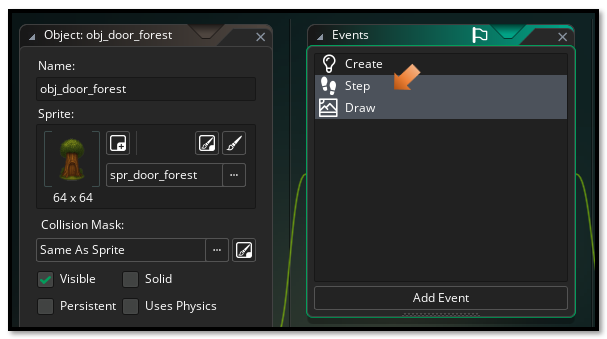 Object: obj_door_forest
Name:
obj_door_forest
Sprite:
spr_door_forest
...
64 x 64
Collision Mask:
Same As Sprite
...
Visible
Solid
Persistent
Uses Physics
Events
Create
Step
Draw
Add Event